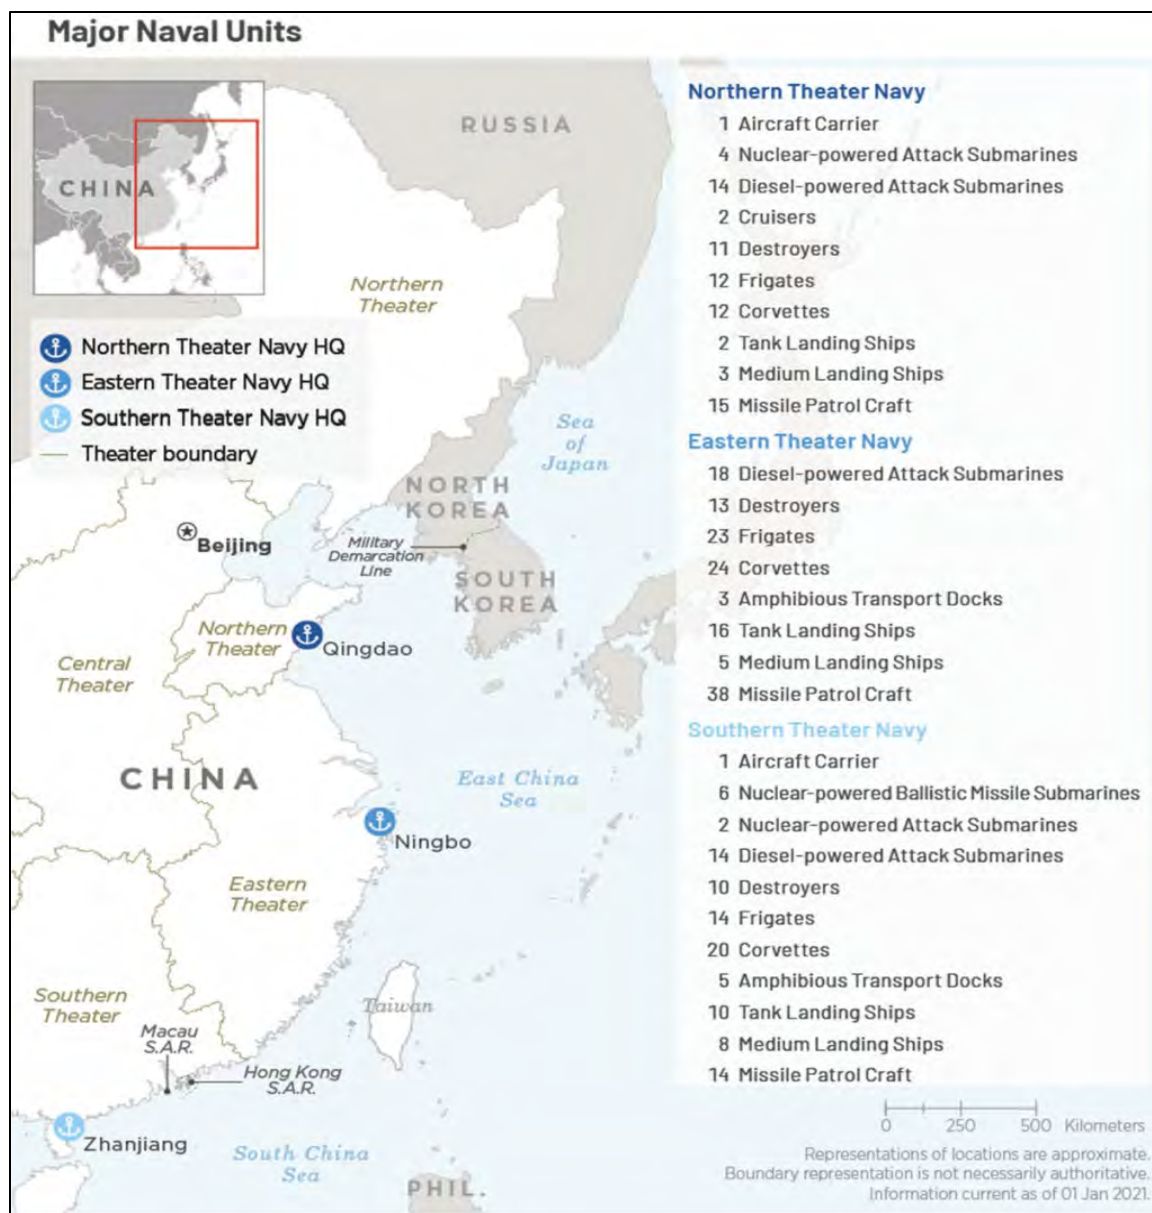 Major Naval Units
RUSSIA
CHINA
Northern
Theater
Northern Theater Navy HQ
Eastern Theater Navy HQ
Southern Theater Navy HQ
Theater boundary
Sea
of
Japan
NORTH
KOREA
Beijing
Military
Demarcation
Line
SOUTH
KOREA
Northern
Theater
Qingdao
Central
Theater
CHINA
East China
Sea
Ningbo
Eastern
Theater
Southern
Theater
Taiwan
Macau
S.A.R.
Hong Kong
S.A.R.
Zhanjiang
South China
Sea
PHIL.
Northern Theater Navy
1 Aircraft Carrier
4 Nuclear-powered Attack Submarines
14 Diesel-powered Attack Submarines
2 Cruisers
11 Destroyers
12 Frigates
12 Corvettes
2 Tank Landing Ships
3 Medium Landing Ships
15 Missile Patrol Craft
Eastern Theater Navy
18 Diesel-powered Attack Submarines
13 Destroyers
23 Frigates
24 Corvettes
3 Amphibious Transport Docks
16 Tank Landing Ships
5 Medium Landing Ships
38 Missile Patrol Craft
Southern Theater Navy
1 Aircraft Carrier
6 Nuclear-powered Ballistic Missile Submarines
2 Nuclear-powered Attack Submarines
14 Diesel-powered Attack Submarines
10 Destroyers
14 Frigates
20 Corvettes
5 Amphibious Transport Docks
10 Tank Landing Ships
8 Medium Landing Ships
14 Missile Patrol Craft
0 250 500 Kilometers
Representations of locations are approximate.
Boundary representation is not necessarily authoritative.
Information current as of 01 Jan 2021.